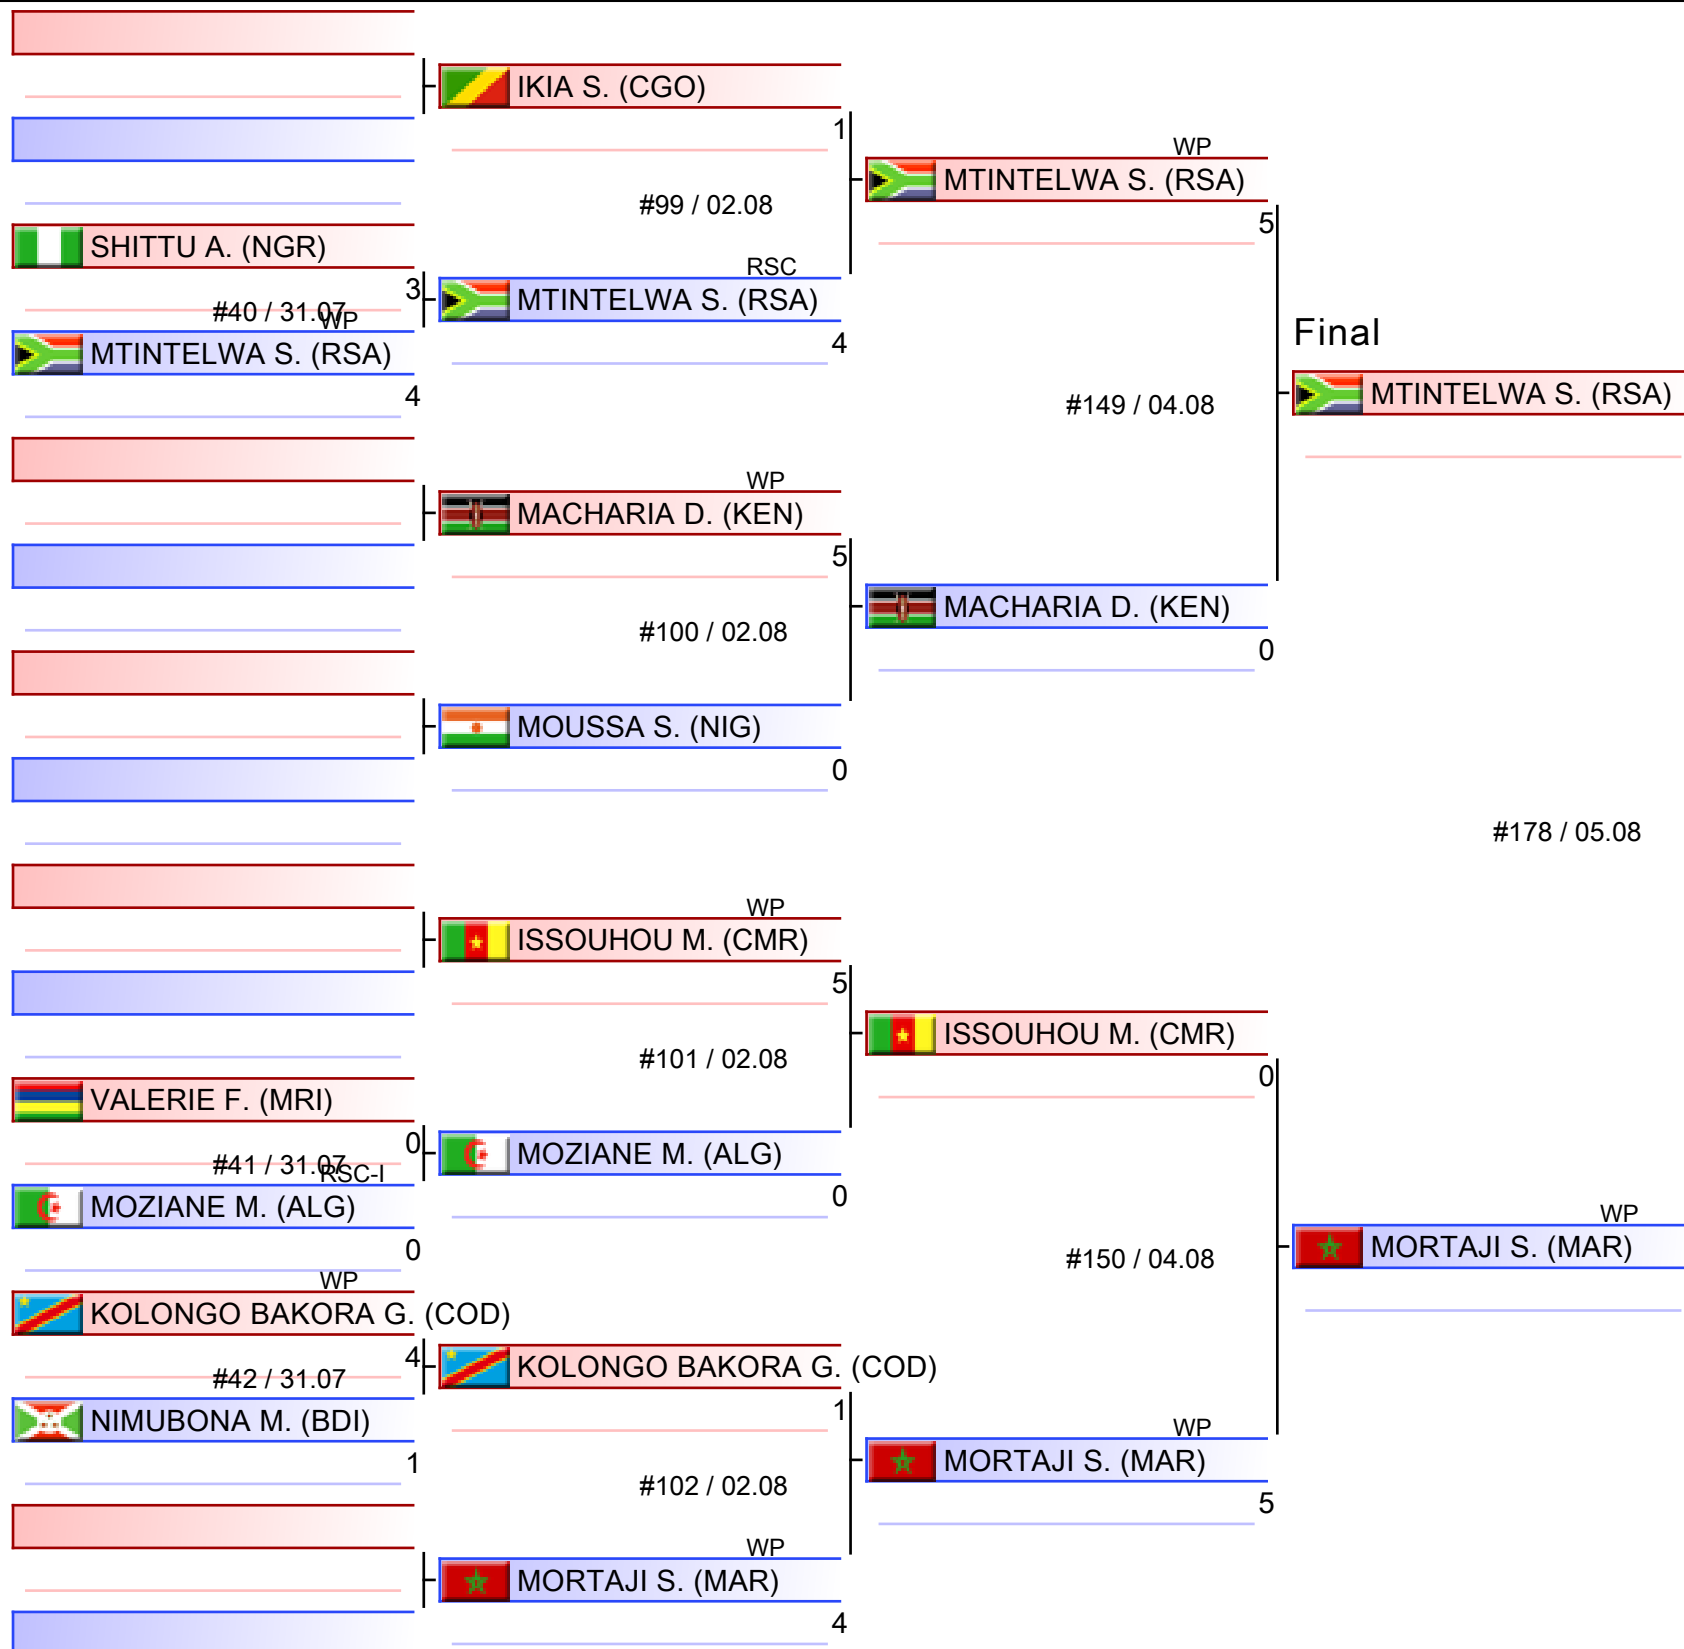 IKIA S. (CGO)
1
#99 / 02.08
WP
MTINTELWA S. (RSA)
5
SHITTU A. (NGR)
3
#40 / 31.07
WP
MTINTELWA S. (RSA)
4
RSC
MTINTELWA S. (RSA)
4
Final
MTINTELWA S. (RSA)
#149 / 04.08
WP
MACHARIA D. (KEN)
5
#100 / 02.08
MACHARIA D. (KEN)
0
MOUSSA S. (NIG)
0
#178 / 05.08
WP
ISSOUHOU M. (CMR)
5
#101 / 02.08
ISSOUHOU M. (CMR)
0
VALERIE F. (MRI)
0
#41 / 31.07
RSC-I
MOZIANE M. (ALG)
0
MOZIANE M. (ALG)
0
#150 / 04.08
WP
MORTAJI S. (MAR)
WP
KOLONGO BAKORA G. (COD)
4
#42 / 31.07
NIMUBONA M. (BDI)
1
KOLONGO BAKORA G. (COD)
1
#102 / 02.08
WP
MORTAJI S. (MAR)
5
WP
MORTAJI S. (MAR)
4